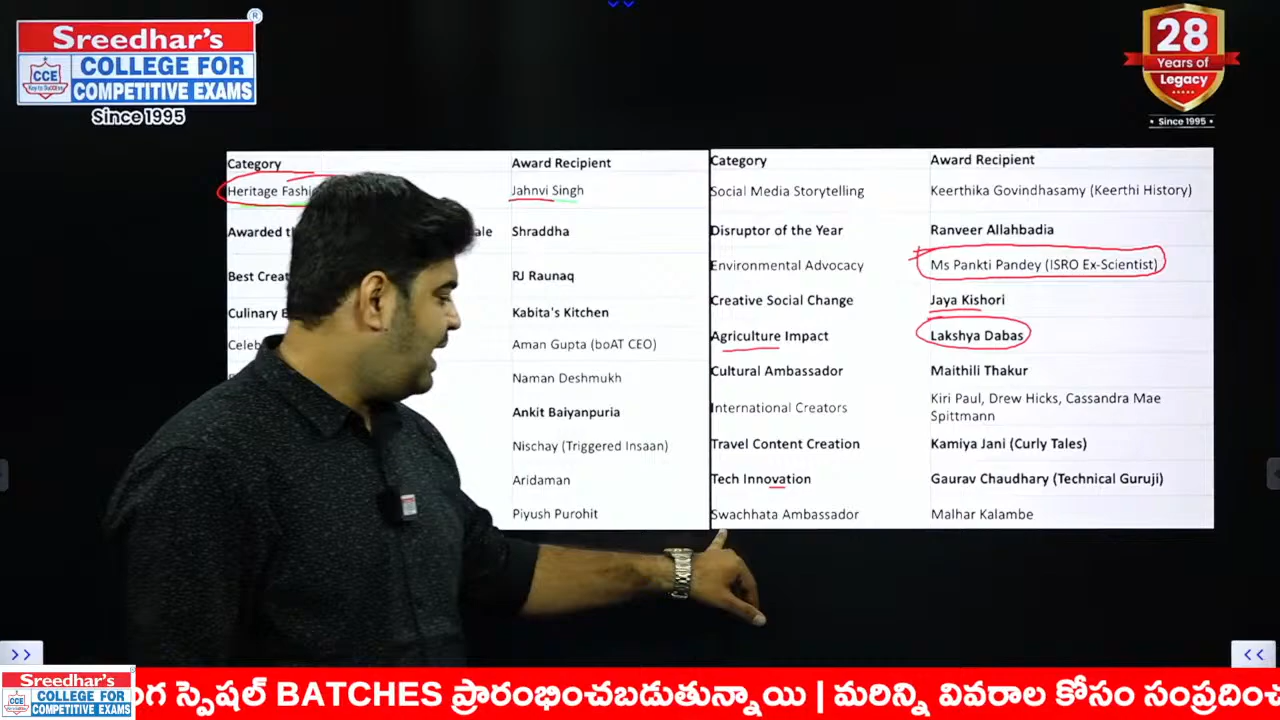 Sreedhar's
CCE
Key to Success
COLLEGE FOR
COMPETITIVE EXAMS
Since 1995
28
Years of
Legacy
• Since 1995 •
Category Award Recipient
Heritage Jahnvi Singh
Awarded Shraddha
Best RJ Raunaq
Culinary Kabita's Kitchen
Aman Gupta (boAT CEO)
Naman Deshmukh
Ankit Baiyanpuria
Nischay (Triggered Insaan)
Aridaman
Piyush Purohit
Category Award Recipient
Social Media Storytelling Keerthika Govindhasamy (Keerthi History)
Disruptor of the Year Ranveer Allahbadia
Environmental Advocacy Ms Pankti Pandey (ISRO Ex-Scientist)
Creative Social Change Jaya Kishori
Agriculture Impact Lakshya Dabas
Cultural Ambassador Maithili Thakur
International Creators Kiri Paul, Drew Hicks, Cassandra Mae
Spittmann
Travel Content Creation Kamiya Jani (Curly Tales)
Tech Innovation Gaurav Chaudhary (Technical Guruji)
Swachhata Ambassador Malhar Kalambe
>> <<
Sreedhar's
CCE
COLLEGE FOR
COMPETITIVE EXAMS
స్పెషల్ BATCHES ప్రారంభించబడుతున్నాయి | మరిన్ని వివరాల కోసం